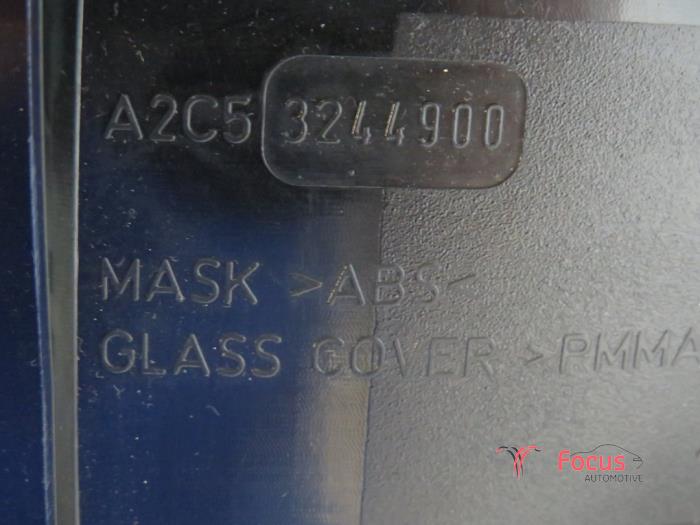 A2C5 3244900
MASK >ABS<
GLASS COVER >PMMA
Focus
AUTOMOTIVE